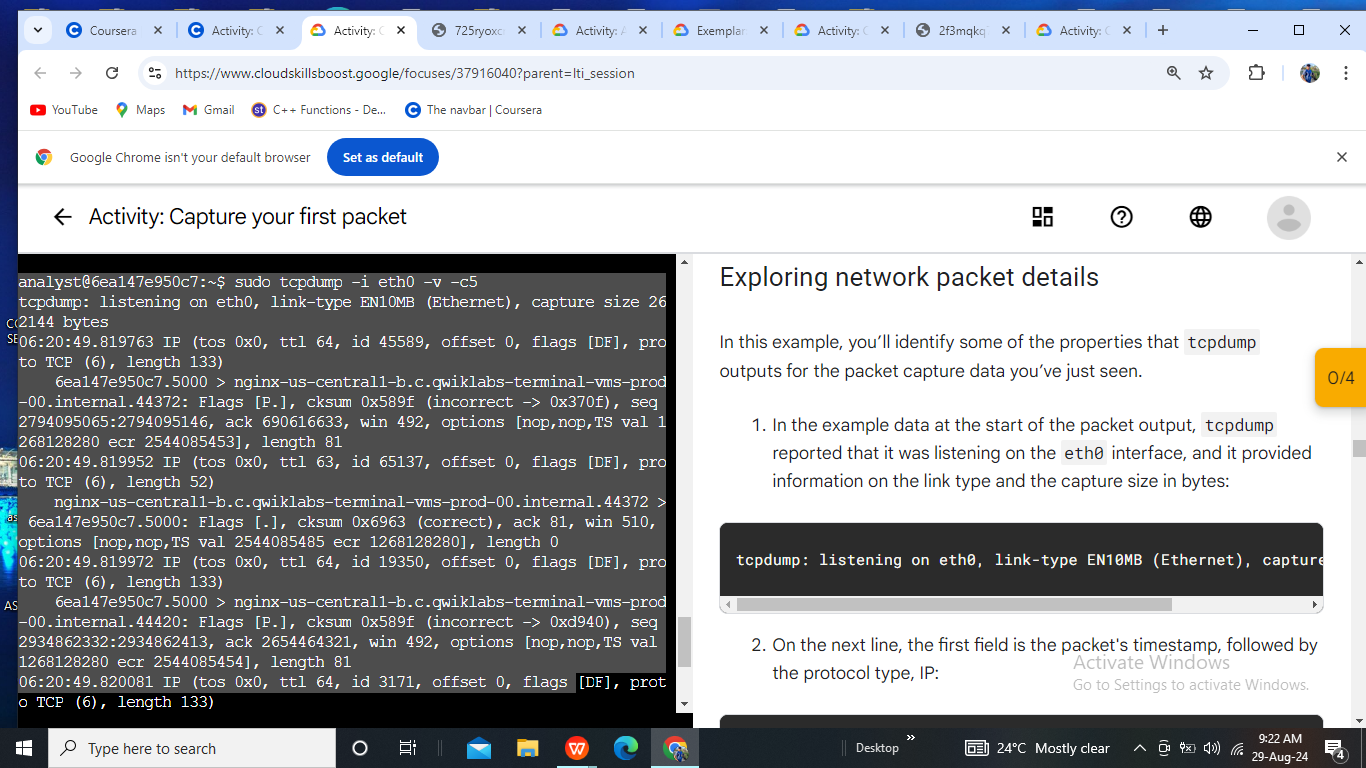 Coursera
Activity: C
Activity: C
725ryoxc
Activity: A
Exemplar
Activity: C
2f3mqkq
Activity: C
https://www.cloudskillsboost.google/focuses/37916040?parent=lti_session
YouTube
Maps
Gmail
C++ Functions - De...
The navbar | Coursera
Google Chrome isn't your default browser
Set as default
Activity: Capture your first packet
analyst@6ea147e950c7:~$ sudo tcpdump -i eth0 -v -c5
tcpdump: listening on eth0, link-type EN10MB (Ethernet), capture size 26
2144 bytes
06:20:49.819763 IP (tos 0x0, ttl 64, id 45589, offset 0, flags [DF], pro
to TCP (6), length 133)
6ea147e950c7.5000 > nginx-us-central1-b.c.qwiklabs-terminal-vms-prod
-00.internal.44372: Flags [P.], cksum 0x589f (incorrect -> 0x370f), seq
2794095065:2794095146, ack 690616633, win 492, options [nop,nop,TS val 1
268128280 ecr 2544085453], length 81
06:20:49.819952 IP (tos 0x0, ttl 63, id 65137, offset 0, flags [DF], pro
to TCP (6), length 52)
nginx-us-central1-b.c.qwiklabs-terminal-vms-prod-00.internal.44372 >
6ea147e950c7.5000: Flags [.], cksum 0x6963 (correct), ack 81, win 510,
options [nop,nop,TS val 2544085485 ecr 1268128280], length 0
06:20:49.819972 IP (tos 0x0, ttl 64, id 19350, offset 0, flags [DF], pro
to TCP (6), length 133)
6ea147e950c7.5000 > nginx-us-central1-b.c.qwiklabs-terminal-vms-prod
-00.internal.44420: Flags [P.], cksum 0x589f (incorrect -> 0xd940), seq
2934862332:2934862413, ack 2654464321, win 492, options [nop,nop,TS val
1268128280 ecr 2544085454], length 81
06:20:49.820081 IP (tos 0x0, ttl 64, id 3171, offset 0, flags [DF], prot
o TCP (6), length 133)
Exploring network packet details
In this example, you'll identify some of the properties that tcpdump
outputs for the packet capture data you've just seen.
0/4
1. In the example data at the start of the packet output, tcpdump
reported that it was listening on the eth0 interface, and it provided
information on the link type and the capture size in bytes:
tcpdump: listening on eth0, link-type EN10MB (Ethernet), capture
2. On the next line, the first field is the packet's timestamp, followed by
the protocol type, IP:
Activate Windows
Go to Settings to activate Windows.
Type here to search
Desktop
24°C Mostly clear
9:22 AM
29-Aug-24
4